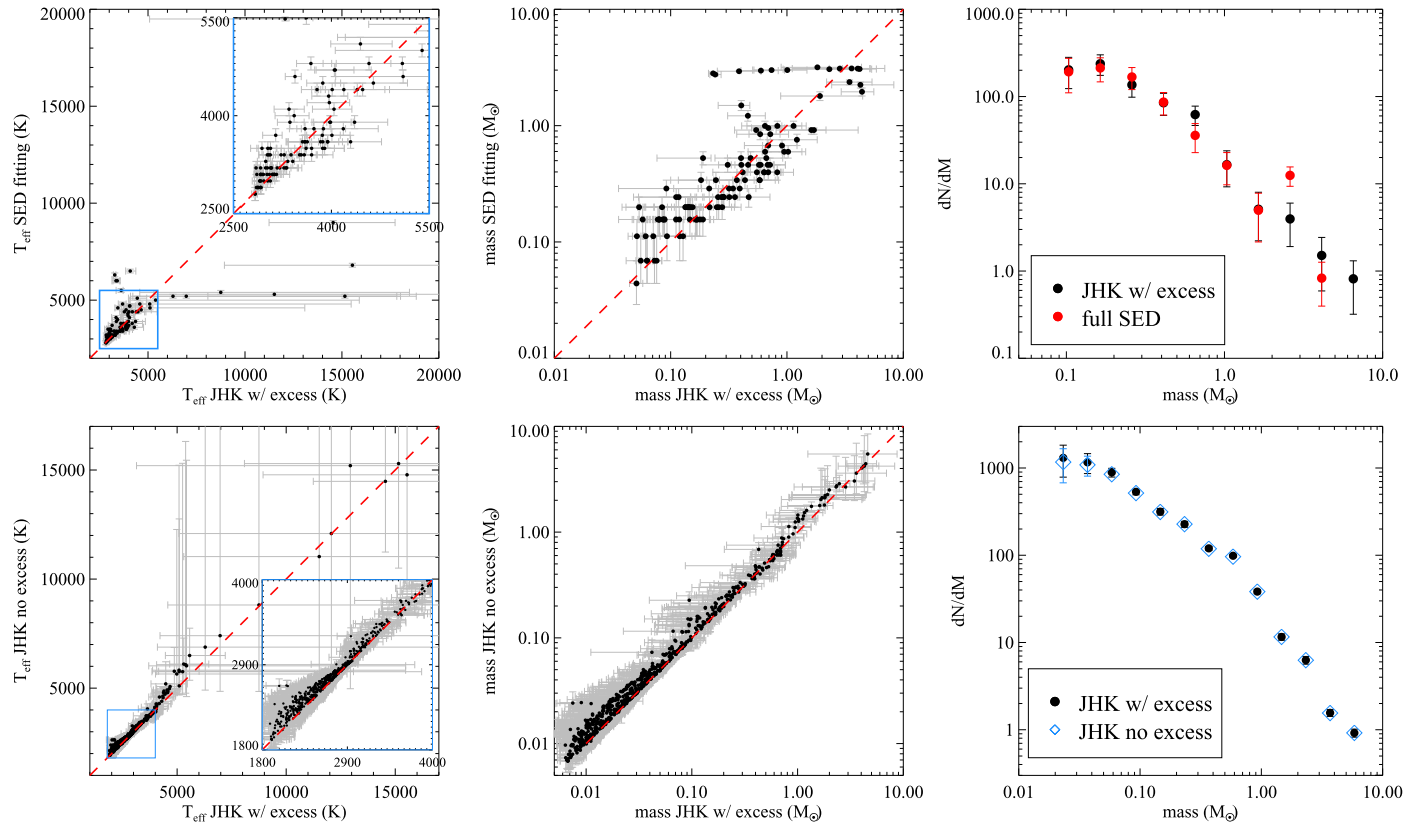 20000
15000
10000
5000
T_eff SED fitting (K)
5500
4000
2500
2500 4000 5500
5000 10000 15000 20000
T_eff JHK w/ excess (K)
10.00
1.00
0.10
0.01
mass SED fitting (M☉)
0.01 0.10 1.00 10.00
mass JHK w/ excess (M☉)
1000.0
100.0
10.0
1.0
0.1
dN/dM
JHK w/ excess
full SED
0.1 1.0 10.0
mass (M☉)
15000
10000
5000
T_eff JHK no excess (K)
4000
2900
1800
1800 2900 4000
5000 10000 15000
T_eff JHK w/ excess (K)
10.00
1.00
0.10
0.01
mass JHK no excess (M☉)
0.01 0.10 1.00 10.00
mass JHK w/ excess (M☉)
1000
100
10
1
dN/dM
JHK w/ excess
JHK no excess
0.01 0.10 1.00 10.00
mass (M☉)